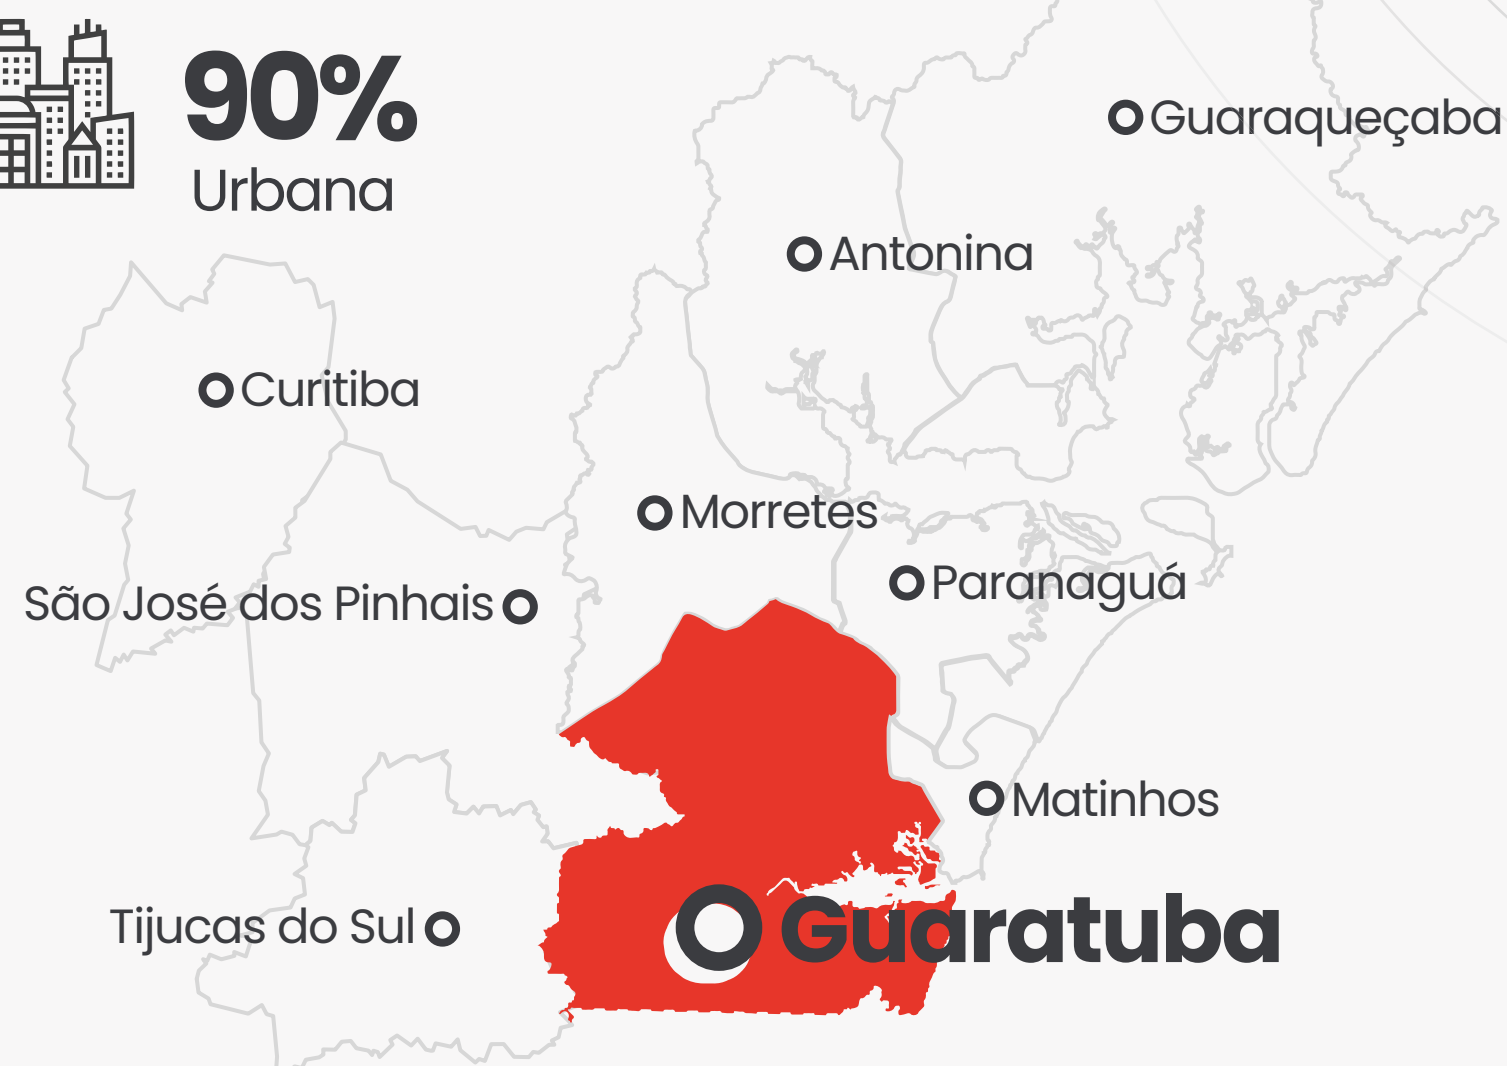 90%
Urbana
Guaraqueçaba
Antonina
Curitiba
Morretes
Paranaguá
São José dos Pinhais
Matinhos
Tijucas do Sul
Guaratuba